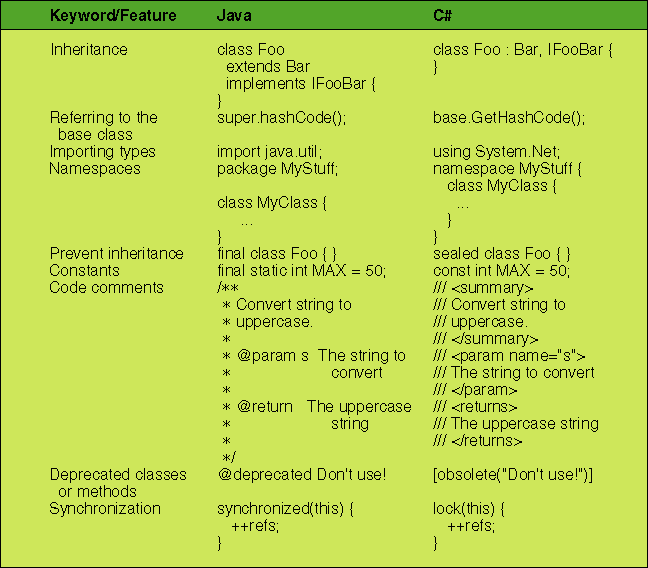 Keyword/Feature Java C#
Inheritance class Foo class Foo : Bar, IFooBar {
extends Bar }
implements IFooBar {
}
Referring to the super.hashCode(); base.GetHashCode();
base class
Importing types import java.util; using System.Net;
Namespaces package MyStuff; namespace MyStuff {
class MyClass {
class MyClass { ...
... }
} }
Prevent inheritance final class Foo { } sealed class Foo { }
Constants final static int MAX = 50; const int MAX = 50;
Code comments /** /// <summary>
* Convert string to /// Convert string to
* uppercase. /// uppercase.
* /// </summary>
* @param s The string to /// <param name="s">
* convert /// The string to convert
* /// </param>
* @return The uppercase /// <returns>
* string /// The uppercase string
* /// </returns>
*/
Deprecated classes @deprecated Don't use! [obsolete("Don't use!")]
or methods
Synchronization synchronized(this) { lock(this) {
++refs; ++refs;
} }